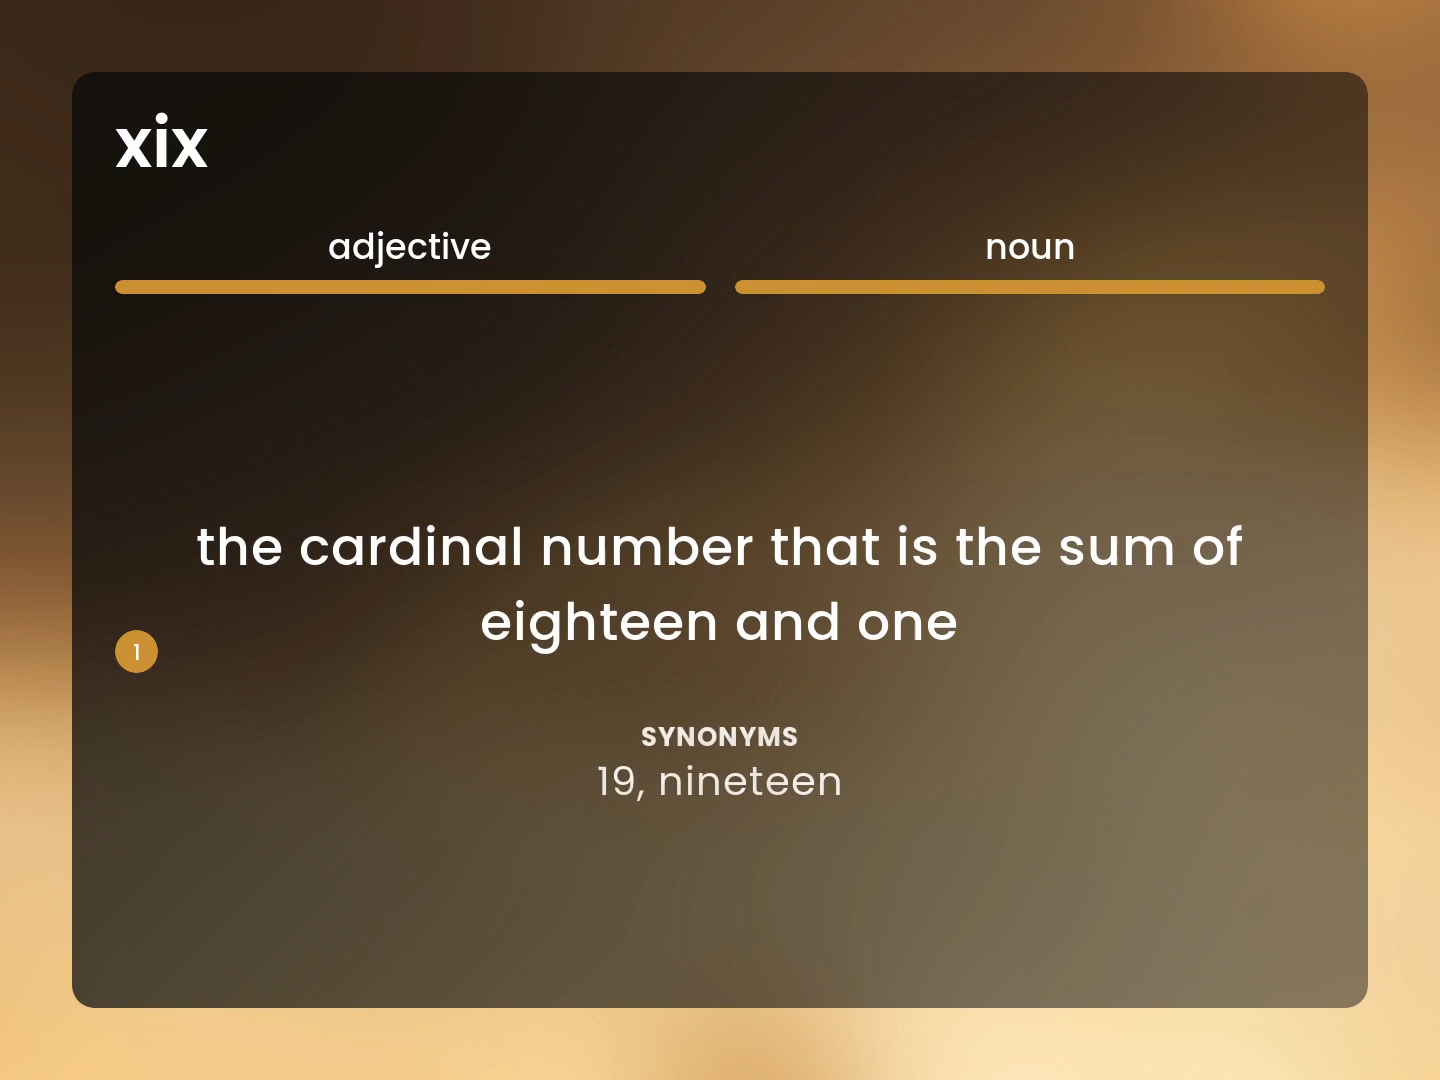 xix
adjective
noun
the cardinal number that is the sum of
eighteen and one
1
SYNONYMS
19, nineteen